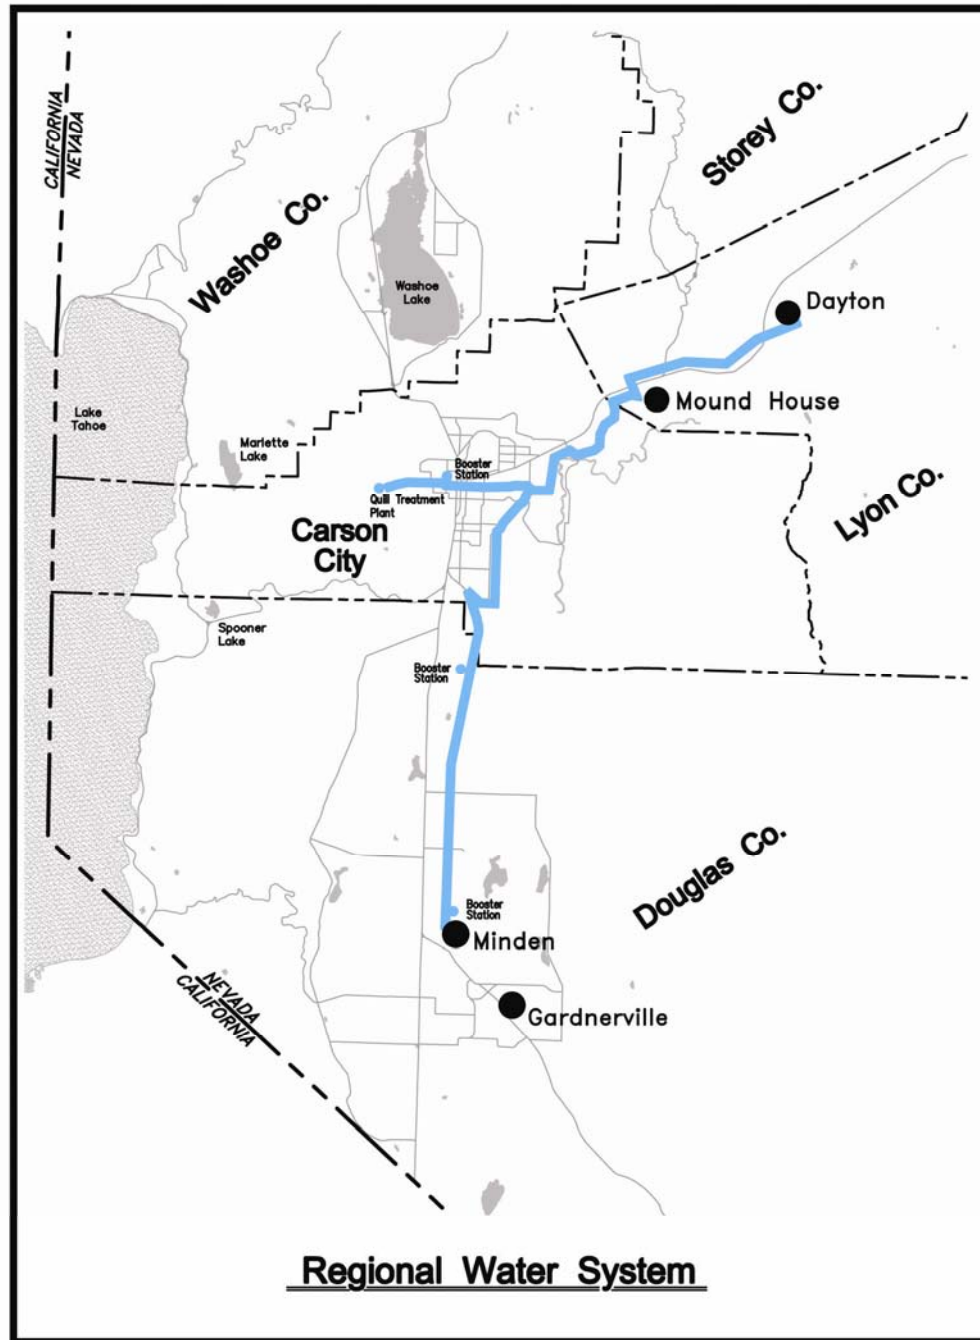 CALIFORNIA
NEVADA
Washoe Co.
Storey Co.
Washoe
Lake
Dayton
Lake
Tahoe
Marlette
Lake
Mound House
Booster
Station
Quill Treatment
Plant
Carson
City
Lyon Co.
Spooner
Lake
Booster
Station
Douglas Co.
Booster
Station
Minden
NEVADA
CALIFORNIA
Gardnerville
Regional Water System